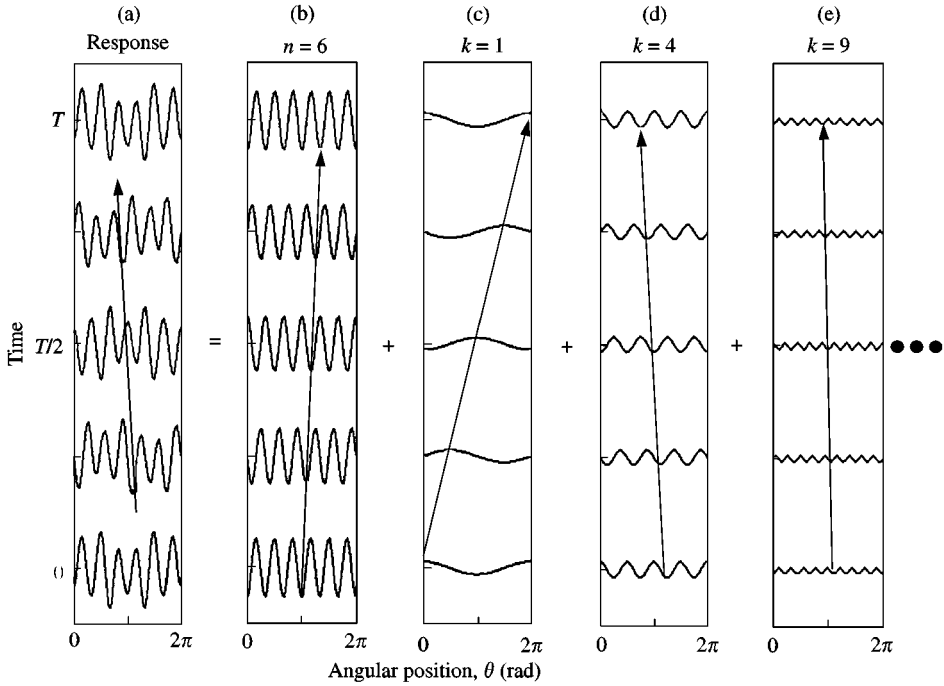 (a) (b) (c) (d) (e)
Response n = 6 k = 1 k = 4 k = 9
T
Time T/2 = + + +
0
0 2π 0 2π 0 2π 0 2π 0 2π
Angular position, θ (rad)